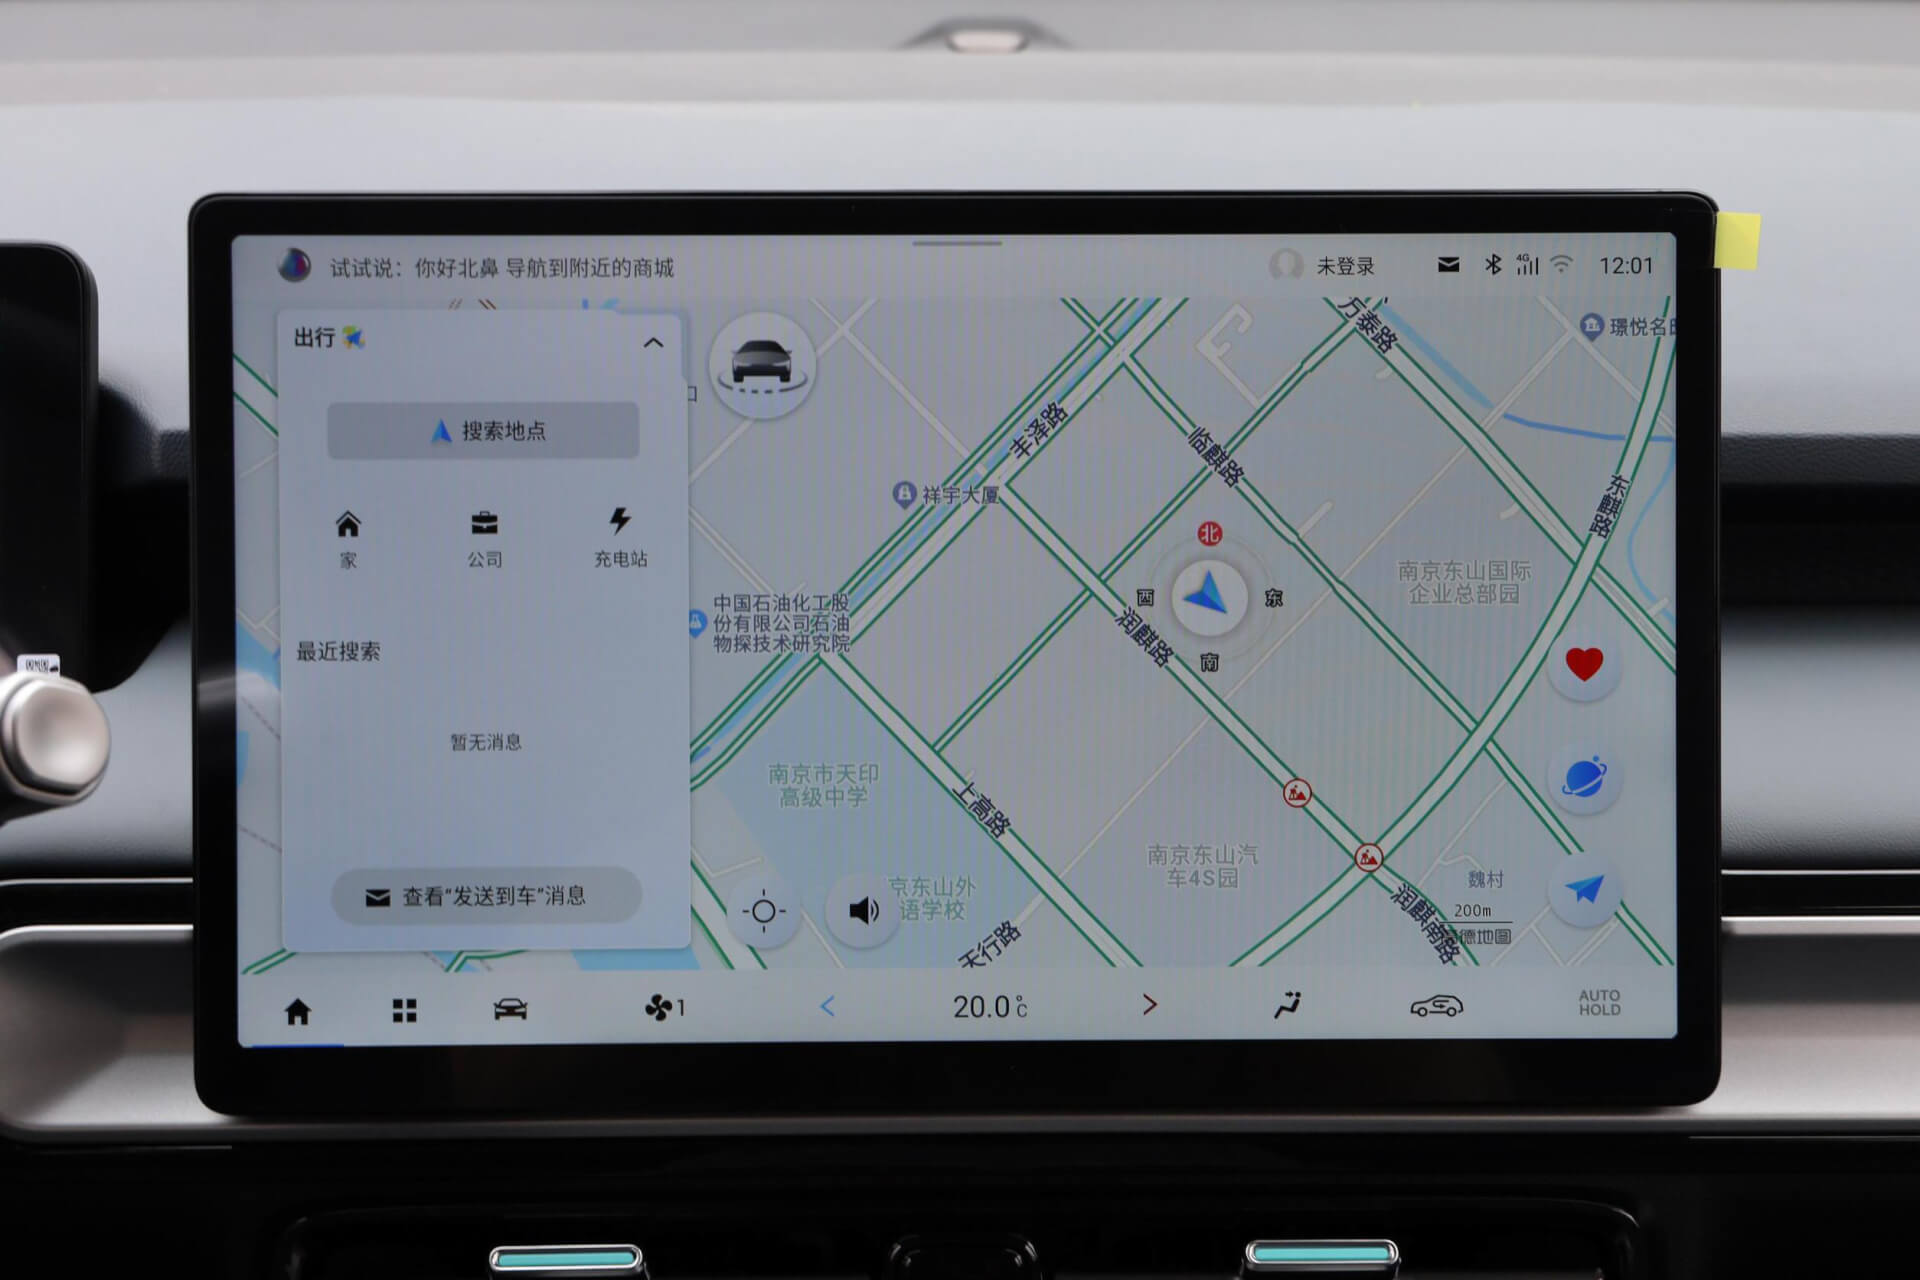 试试说：你好北鼻 导航到附近的商城
未登录
4G
12:01
出行
搜索地点
家
公司
充电站
最近搜索
暂无消息
查看“发送到车”消息
万泰路
璟悦名邸
丰泽路
临麒路
东麒路
祥宇大厦
北
西
东
南
南京东山国际
企业总部园
中国石油化工股
份有限公司石油
物探技术研究院
润麒路
南京市天印
高级中学
上高路
南京东山汽
车4S园
魏村
京东山外
语学校
润麒南路
200m
德地图
天行路
1
20.0℃
AUTO
HOLD